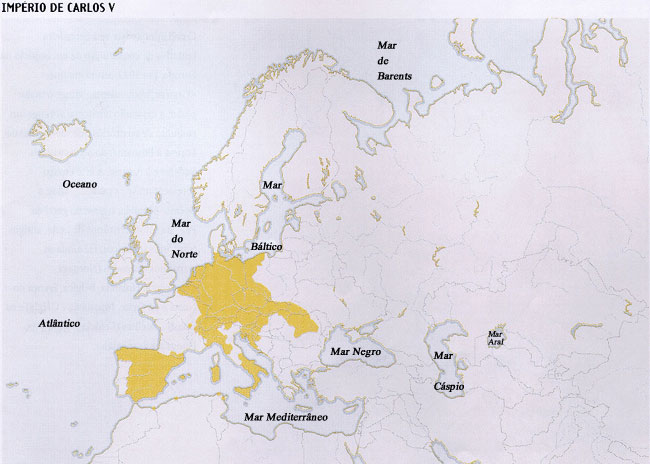 IMPÉRIO DE CARLOS V
Mar
de
Barents
Oceano
Mar
Mar
do
Norte
Báltico
Atlântico
Mar Negro
Mar
Aral
Mar
Cáspio
Mar Mediterrâneo